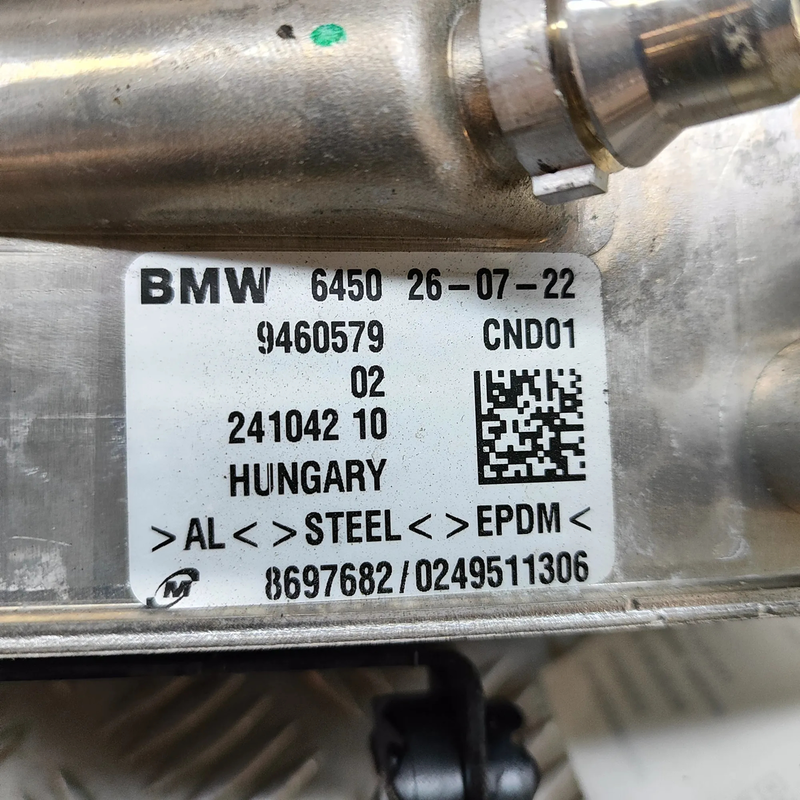 BMW 6450 26-07-22
9460579 CND01
02
241042 10
HUNGARY
>AL< >STEEL< >EPDM<
M 8697682/0249511306